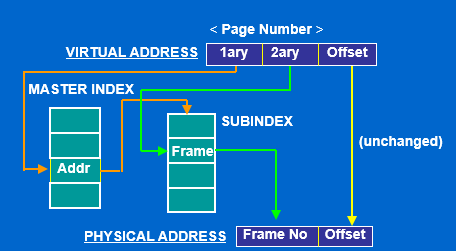 < Page Number >
VIRTUAL ADDRESS 1ary 2ary Offset
MASTER INDEX
SUBINDEX
Addr
Frame
(unchanged)
PHYSICAL ADDRESS Frame No Offset